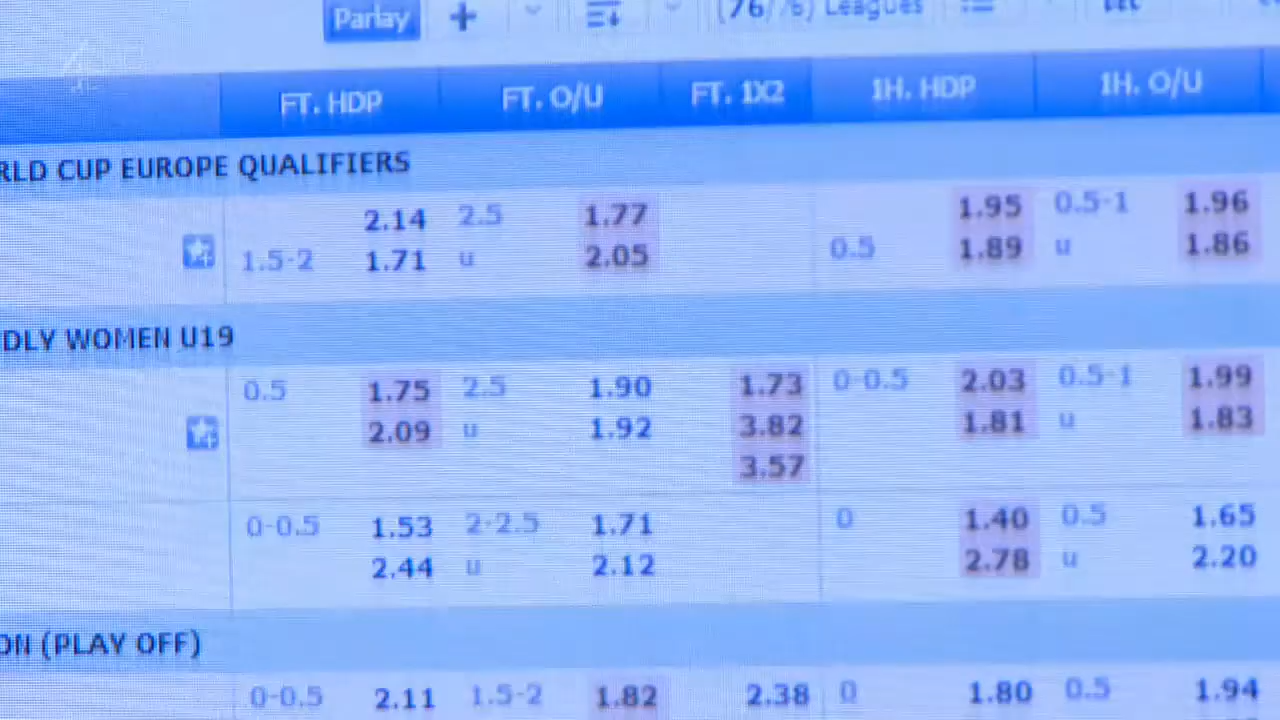 Parlay + (76/76) Leagues
FT. HDP FT. O/U FT. 1X2 1H. HDP 1H. O/U
RLD CUP EUROPE QUALIFIERS
2.14 2.5 1.77 1.95 0.5-1 1.96
1.5-2 1.71 u 2.05 0.5 1.89 u 1.86
DLY WOMEN U19
0.5 1.75 2.5 1.90 1.73 0-0.5 2.03 0.5-1 1.99
2.09 u 1.92 3.82 1.81 u 1.83
3.57
0-0.5 1.53 2-2.5 1.71 0 1.40 0.5 1.65
2.44 u 2.12 2.78 u 2.20
ON (PLAY OFF)
0-0.5 2.11 1.5-2 1.82 2.38 0 1.80 0.5 1.94